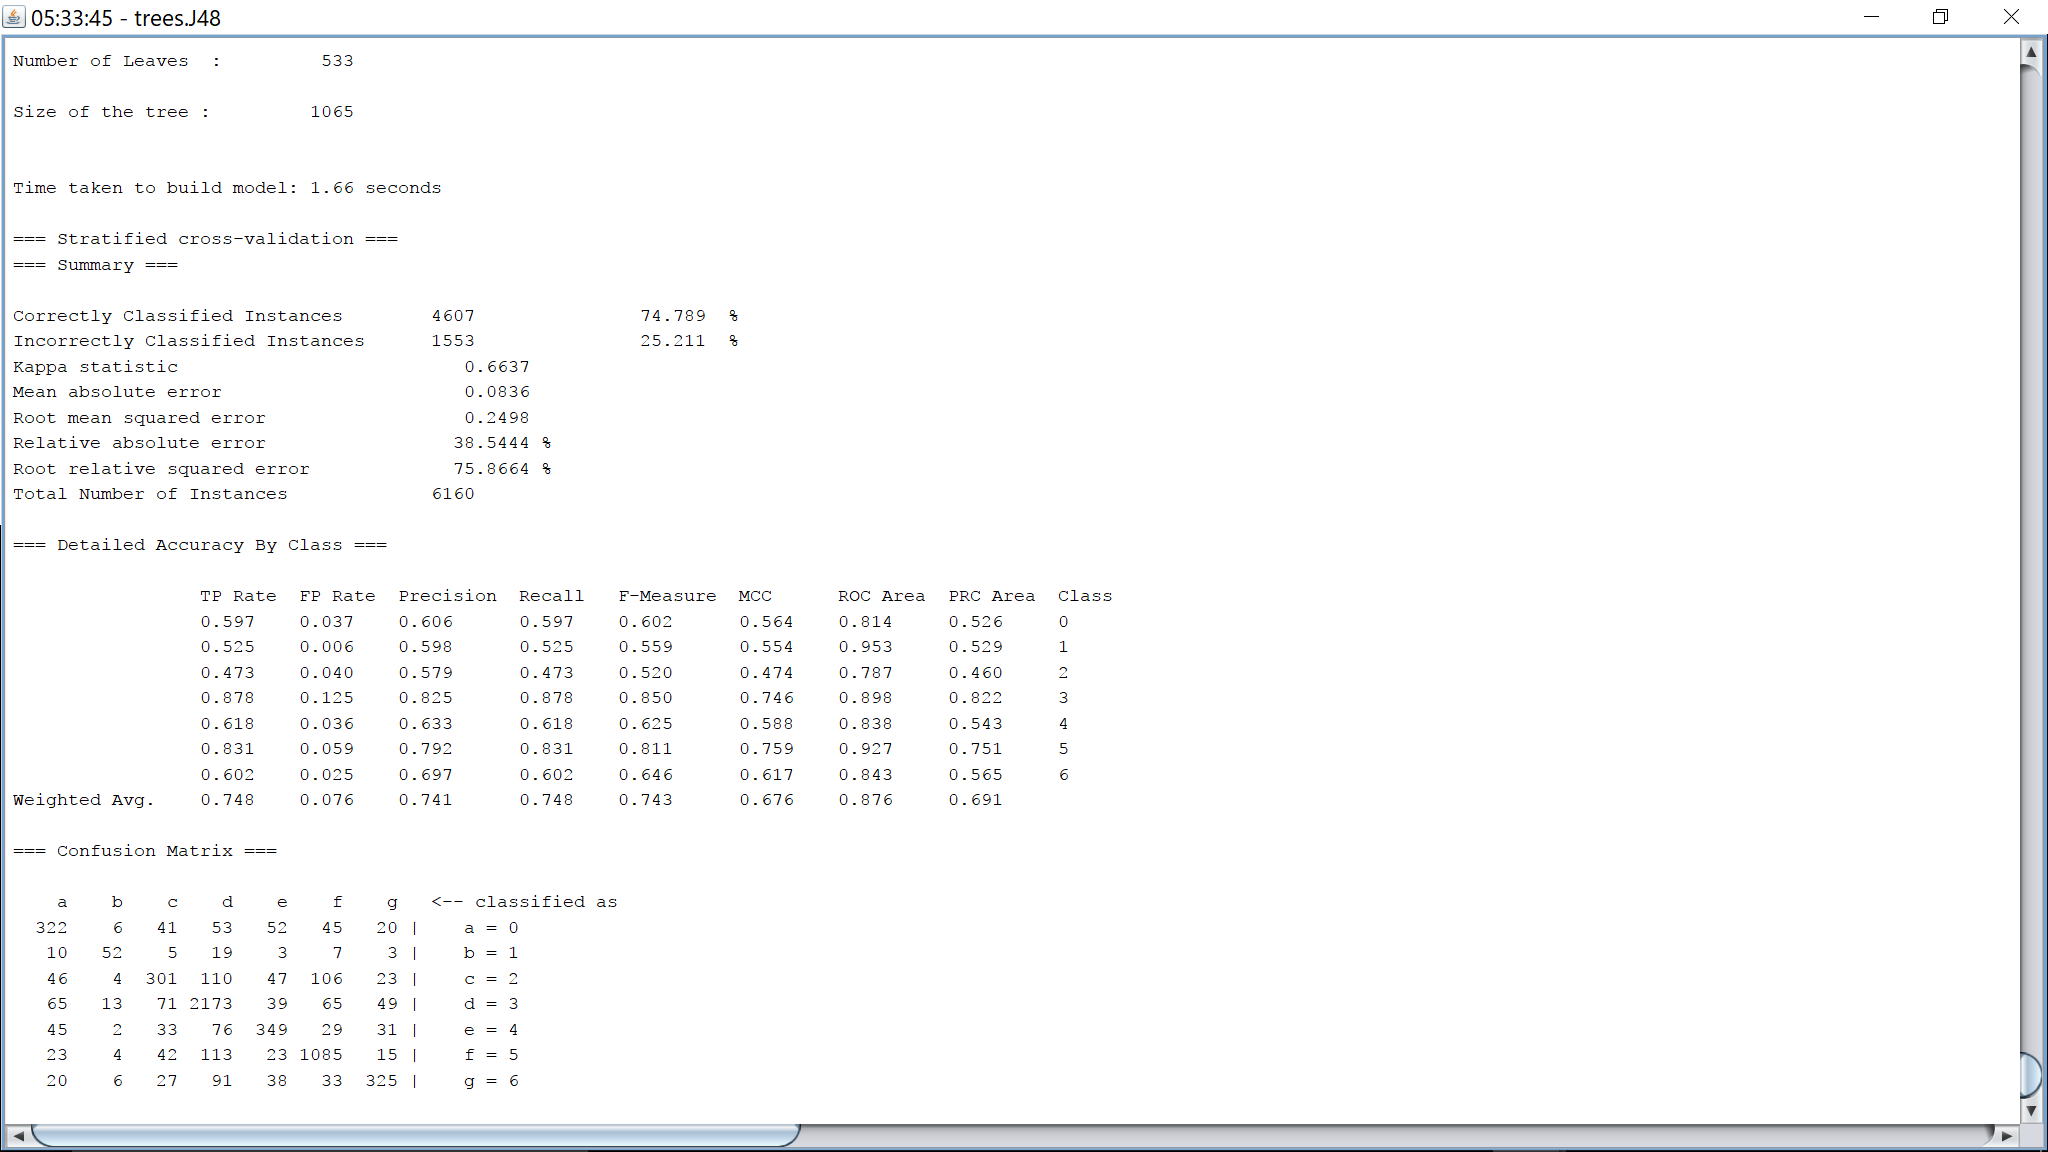 05:33:45 - trees.J48
Number of Leaves  :         533
Size of the tree :         1065
Time taken to build model: 1.66 seconds
=== Stratified cross-validation ===
=== Summary ===
Correctly Classified Instances        4607               74.789  %
Incorrectly Classified Instances      1553               25.211  %
Kappa statistic                          0.6637
Mean absolute error                      0.0836
Root mean squared error                  0.2498
Relative absolute error                 38.5444 %
Root relative squared error             75.8664 %
Total Number of Instances             6160
=== Detailed Accuracy By Class ===
                 TP Rate  FP Rate  Precision  Recall   F-Measure  MCC      ROC Area  PRC Area  Class
                 0.597    0.037    0.606      0.597    0.602      0.564    0.814     0.526     0
                 0.525    0.006    0.598      0.525    0.559      0.554    0.953     0.529     1
                 0.473    0.040    0.579      0.473    0.520      0.474    0.787     0.460     2
                 0.878    0.125    0.825      0.878    0.850      0.746    0.898     0.822     3
                 0.618    0.036    0.633      0.618    0.625      0.588    0.838     0.543     4
                 0.831    0.059    0.792      0.831    0.811      0.759    0.927     0.751     5
                 0.602    0.025    0.697      0.602    0.646      0.617    0.843     0.565     6
Weighted Avg.    0.748    0.076    0.741      0.748    0.743      0.676    0.876     0.691
=== Confusion Matrix ===
    a    b    c    d    e    f    g   <-- classified as
  322    6   41   53   52   45   20 |    a = 0
   10   52    5   19    3    7    3 |    b = 1
   46    4  301  110   47  106   23 |    c = 2
   65   13   71 2173   39   65   49 |    d = 3
   45    2   33   76  349   29   31 |    e = 4
   23    4   42  113   23 1085   15 |    f = 5
   20    6   27   91   38   33  325 |    g = 6